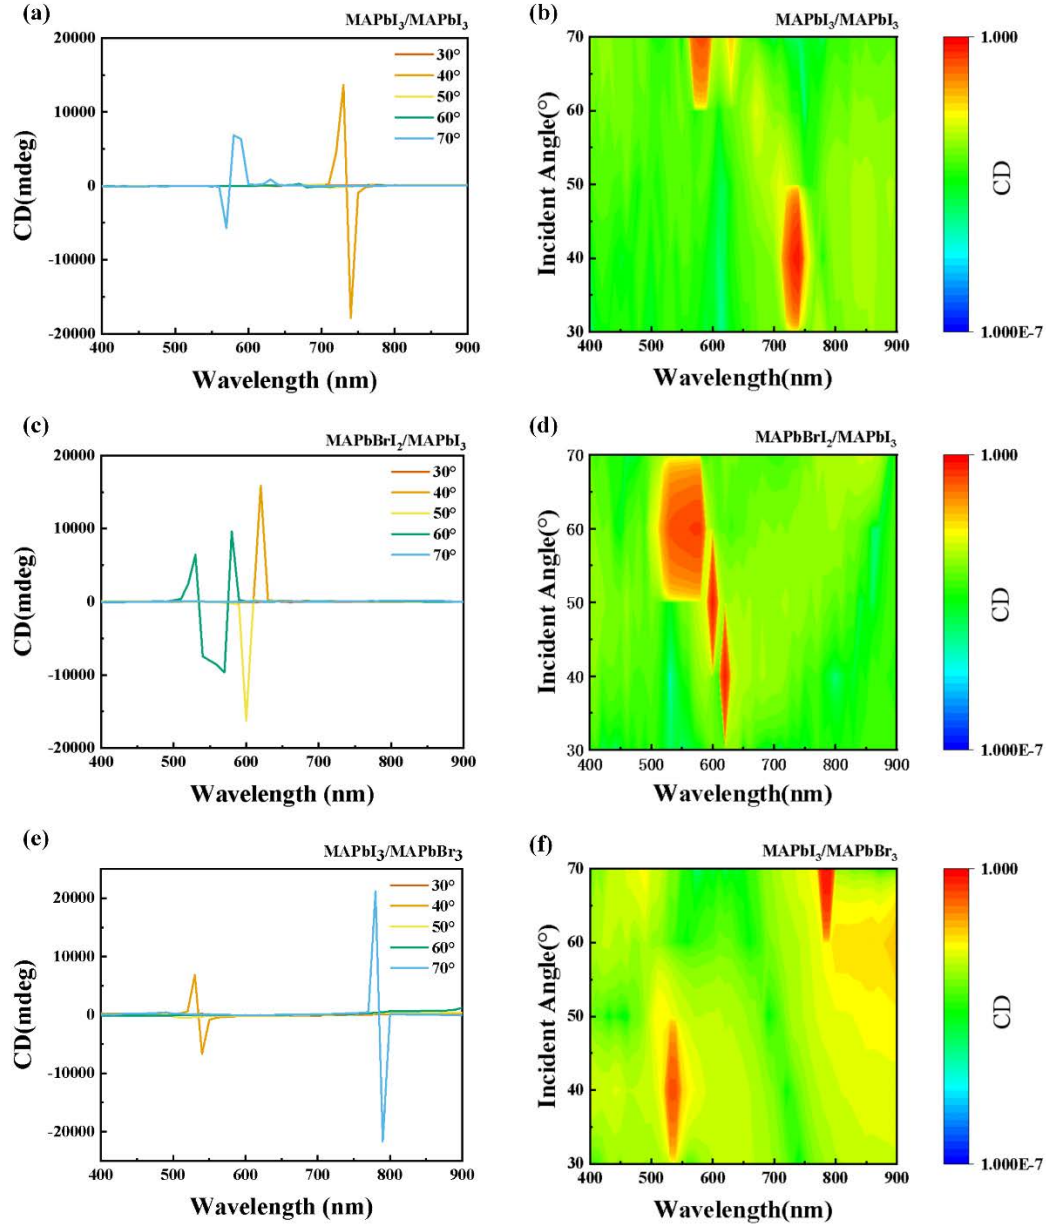 (a)
MAPbI₃/MAPbI₃
20000
10000
0
-10000
-20000
400 500 600 700 800 900
CD(mdeg)
Wavelength (nm)
30°
40°
50°
60°
70°
(b)
MAPbI₃/MAPbI₃
70
60
50
40
30
400 500 600 700 800 900
Incident Angle(°)
Wavelength(nm)
1.000
CD
1.000E-7
(c)
MAPbBrI₂/MAPbI₃
20000
10000
0
-10000
-20000
400 500 600 700 800 900
CD(mdeg)
Wavelength (nm)
30°
40°
50°
60°
70°
(d)
MAPbBrI₂/MAPbI₃
70
60
50
40
30
400 500 600 700 800 900
Incident Angle(°)
Wavelength(nm)
1.000
CD
1.000E-7
(e)
MAPbI₃/MAPbBr₃
20000
10000
0
-10000
-20000
400 500 600 700 800 900
CD(mdeg)
Wavelength (nm)
30°
40°
50°
60°
70°
(f)
MAPbI₃/MAPbBr₃
70
60
50
40
30
400 500 600 700 800 900
Incident Angle(°)
Wavelength(nm)
1.000
CD
1.000E-7